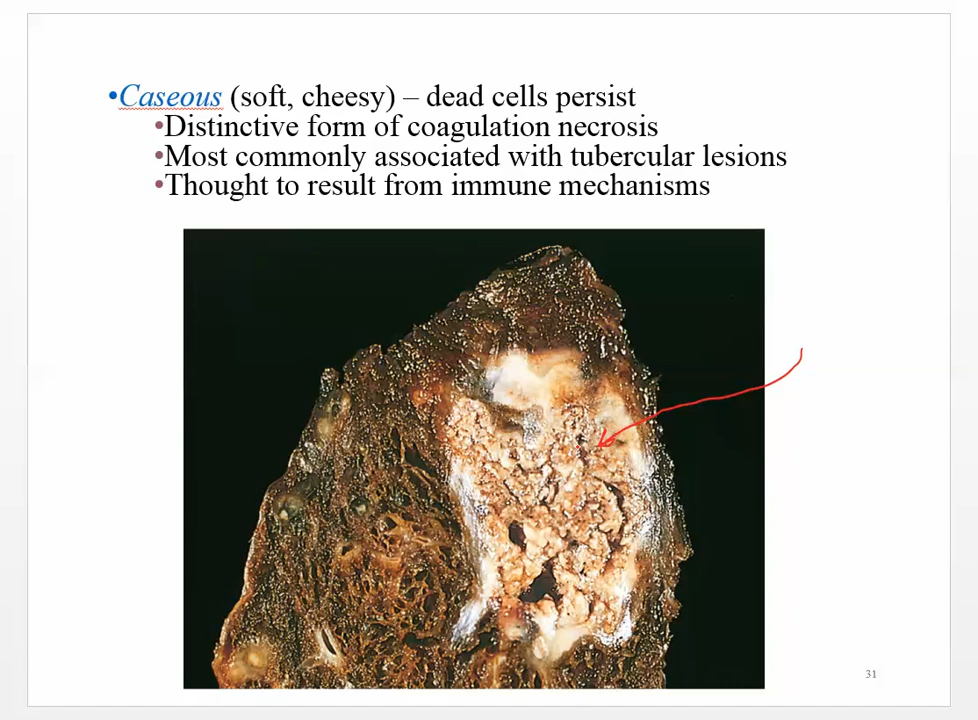 •Caseous (soft, cheesy) – dead cells persist
•Distinctive form of coagulation necrosis
•Most commonly associated with tubercular lesions
•Thought to result from immune mechanisms
31